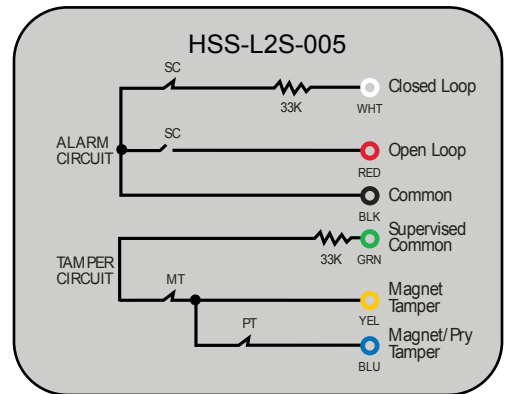 HSS-L2S-005
SC
33K
WHT
Closed Loop
ALARM
CIRCUIT
SC
RED
Open Loop
BLK
Common
TAMPER
CIRCUIT
33K
GRN
Supervised
Common
MT
YEL
Magnet
Tamper
PT
BLU
Magnet/Pry
Tamper